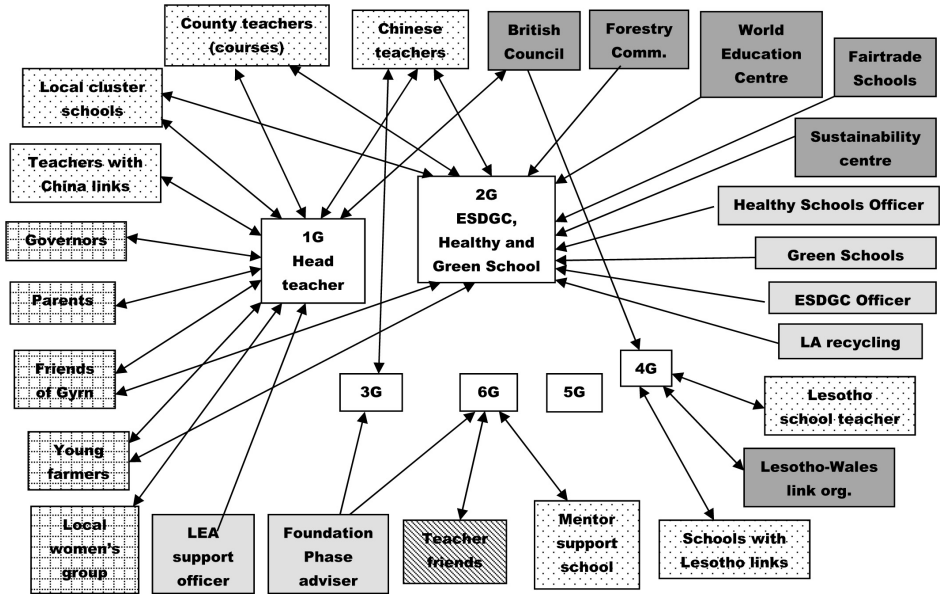 County teachers
(courses)
Chinese
teachers
British
Council
Forestry
Comm.
World
Education
Centre
Fairtrade
Schools
Local cluster
schools
Sustainability
centre
Teachers with
China links
Healthy Schools Officer
Governors
1G
Head
teacher
2G
ESDGC,
Healthy and
Green School
Green Schools
Parents
ESDGC Officer
LA recycling
Friends
of Gyrn
3G
6G
5G
4G
Lesotho
school teacher
Young
farmers
Lesotho-Wales
link org.
Local
women's
group
LEA
support
officer
Foundation
Phase
adviser
Teacher
friends
Mentor
support
school
Schools with
Lesotho links